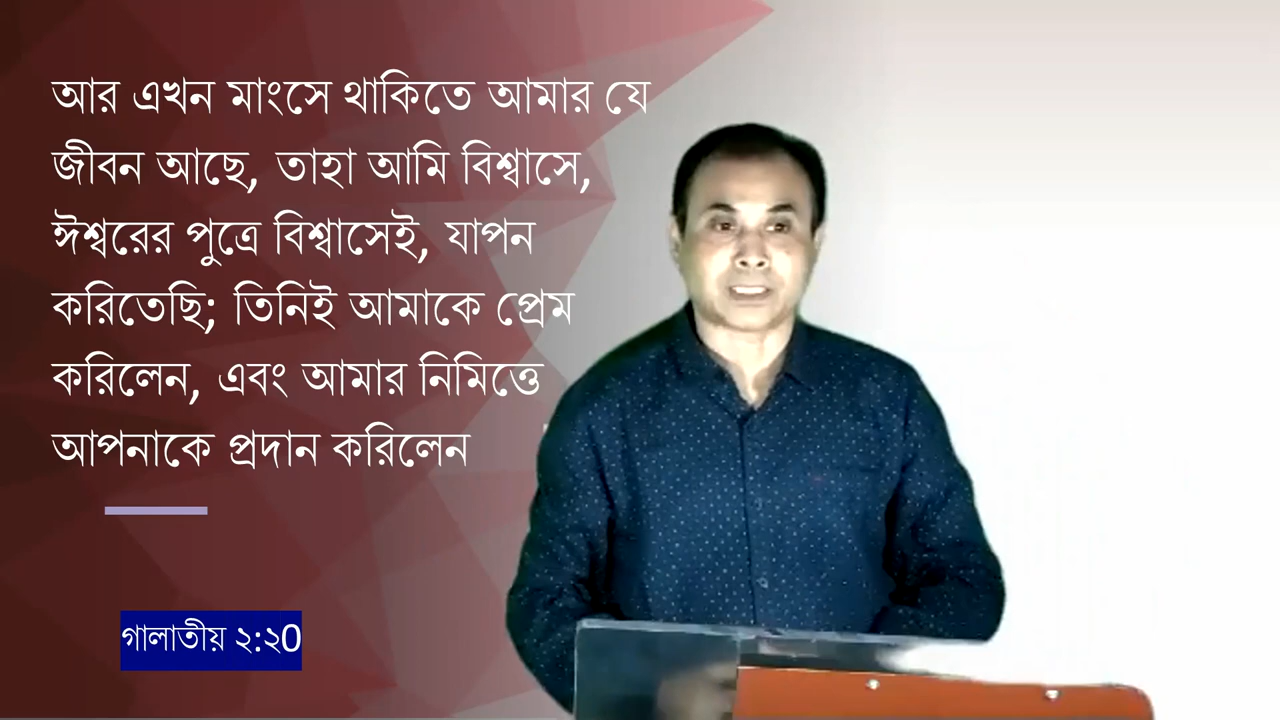 আর এখন মাংসে থাকিতে আমার যে
জীবন আছে, তাহা আমি বিশ্বাসে,
ঈশ্বরের পুত্রে বিশ্বাসেই, যাপন
করিতেছি; তিনিই আমাকে প্রেম
করিলেন, এবং আমার নিমিত্তে
আপনাকে প্রদান করিলেন
গালাতীয় ২:২0